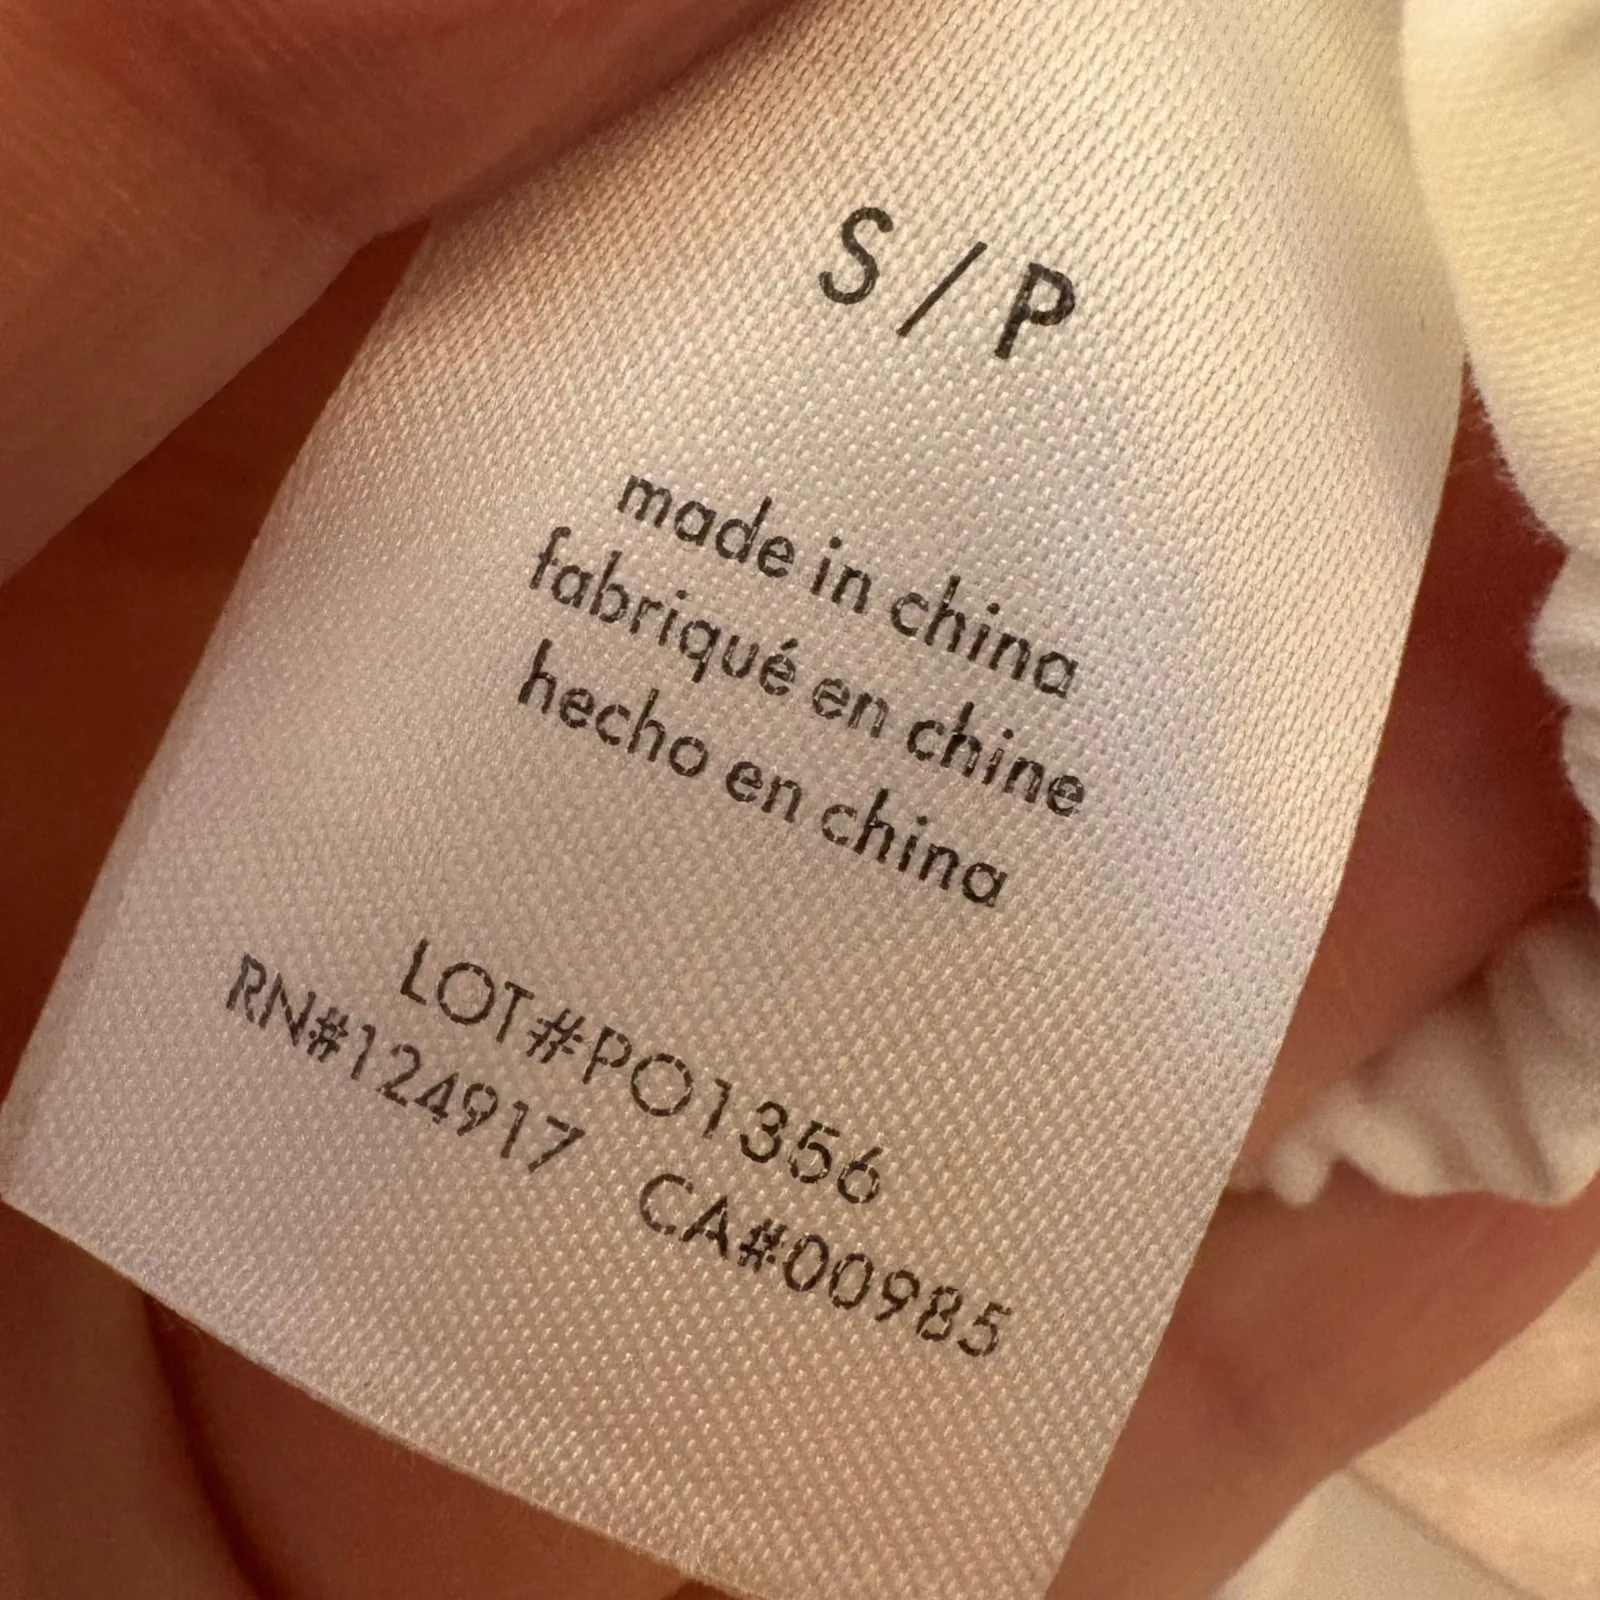 S / P
made in china
fabriqué en chine
hecho en china
LOT#PO1356
RN#124917 CA#00985